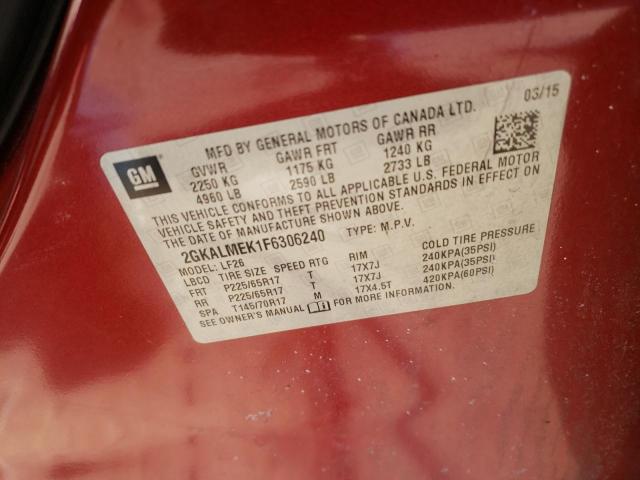 03/15
MFD BY GENERAL MOTORS OF CANADA LTD.
GVWR GAWR FRT GAWR RR
2250 KG 1175 KG 1240 KG
4960 LB 2590 LB 2733 LB
THIS VEHICLE CONFORMS TO ALL APPLICABLE U.S. FEDERAL MOTOR
VEHICLE SAFETY AND THEFT PREVENTION STANDARDS IN EFFECT ON
THE DATE OF MANUFACTURE SHOWN ABOVE.
GM
2GKALMEK1F6306240 TYPE: M.P.V.
MODEL: LF26
LBCD TIRE SIZE SPEED RTG RIM COLD TIRE PRESSURE
FRT P225/65R17 T 17X7J 240KPA(35PSI)
RR P225/65R17 T 17X7J 240KPA(35PSI)
SPA T145/70R17 M 17X4.5T 420KPA(60PSI)
SEE OWNER'S MANUAL